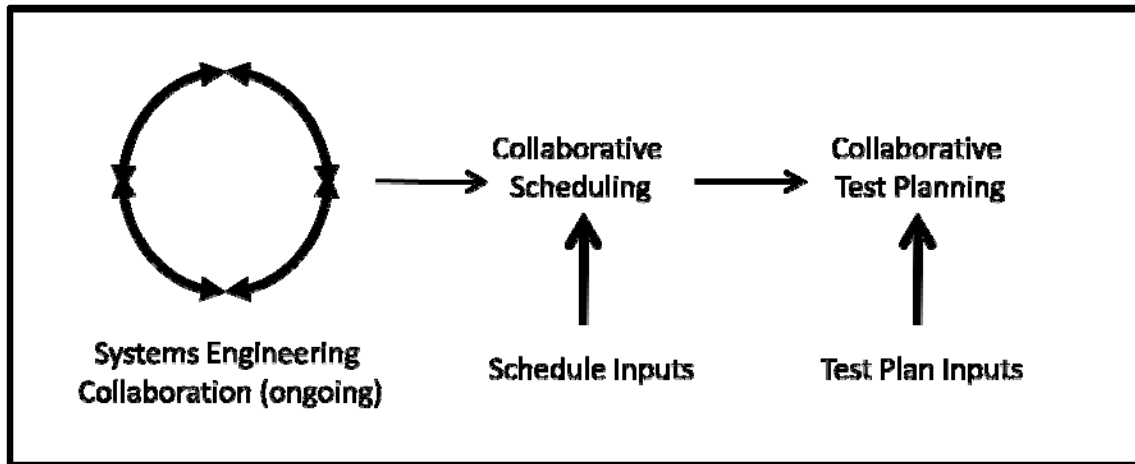 Collaborative
Scheduling
Collaborative
Test Planning
Systems Engineering
Collaboration (ongoing)
Schedule Inputs
Test Plan Inputs